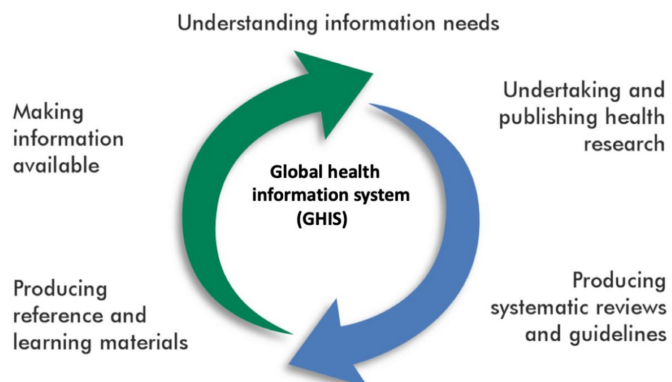 Understanding information needs
Undertaking and
publishing health
research
Producing
systematic reviews
and guidelines
Producing
reference and
learning materials
Making
information
available
Global health
information system
(GHIS)